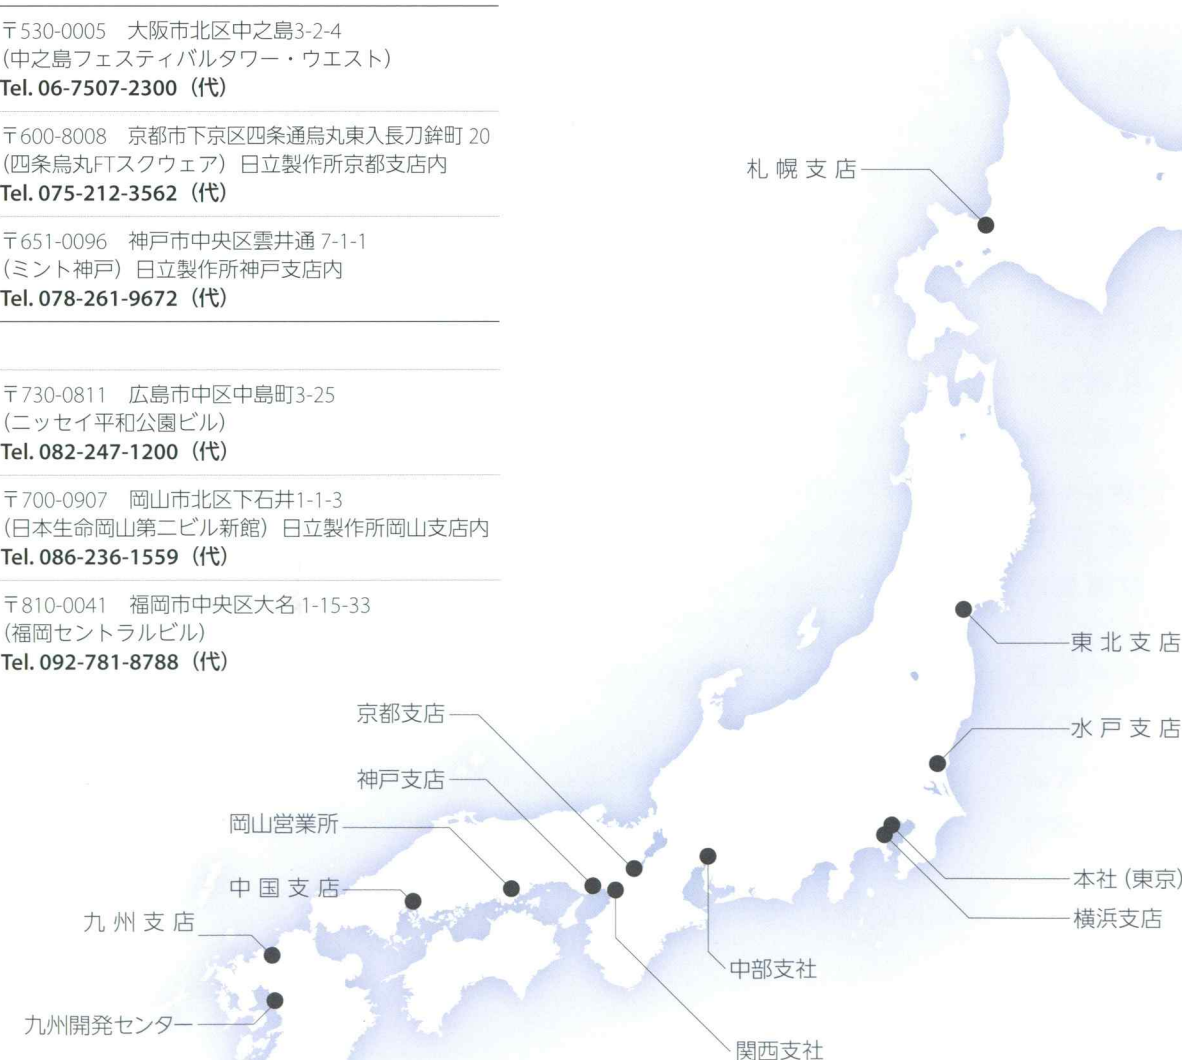 〒530-0005 大阪市北区中之島3-2-4
(中之島フェスティバルタワー・ウエスト)
Tel. 06-7507-2300（代）
〒600-8008 京都市下京区四条通烏丸東入長刀鉾町 20
(四条烏丸FTスクウェア）日立製作所京都支店内
Tel. 075-212-3562（代）
〒651-0096 神戸市中央区雲井通 7-1-1
(ミント神戸）日立製作所神戸支店内
Tel. 078-261-9672（代）
〒730-0811 広島市中区中島町3-25
(ニッセイ平和公園ビル)
Tel. 082-247-1200（代）
〒700-0907 岡山市北区下石井1-1-3
(日本生命岡山第二ビル新館）日立製作所岡山支店内
Tel. 086-236-1559（代）
〒810-0041 福岡市中央区大名 1-15-33
(福岡セントラルビル)
Tel. 092-781-8788（代）
札幌支店
東北支店
京都支店
水戸支店
神戸支店
岡山営業所
本社（東京）
中国支店
横浜支店
九州支店
中部支社
九州開発センター
関西支社